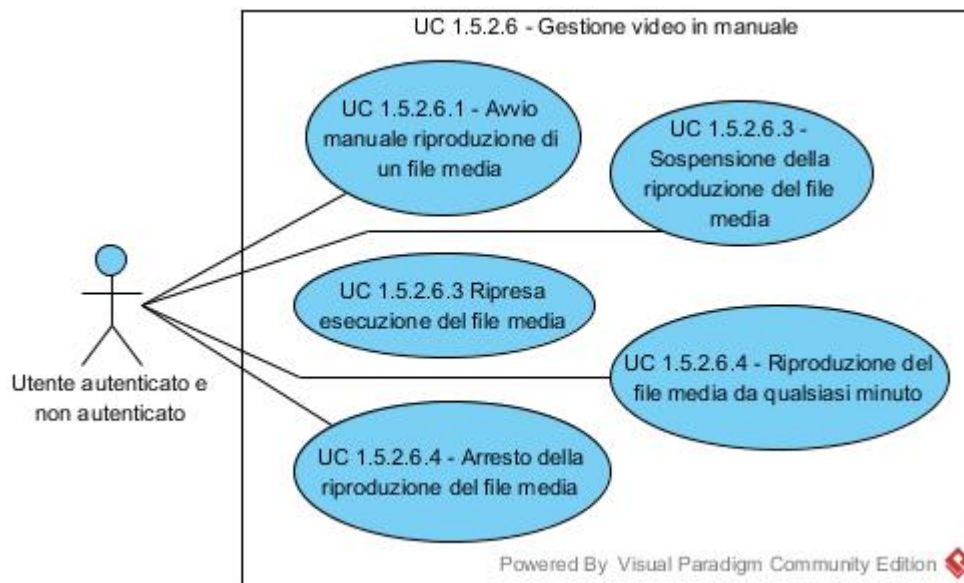 UC 1.5.2.6 - Gestione video in manuale
UC 1.5.2.6.1 - Avvio
manuale riproduzione di
un file media
UC 1.5.2.6.3 -
Sospensione della
riproduzione del file
media
UC 1.5.2.6.3 Ripresa
esecuzione del file media
UC 1.5.2.6.4 - Riproduzione del
file media da qualsiasi minuto
Utente autenticato e
non autenticato
UC 1.5.2.6.4 - Arresto della
riproduzione del file media
Powered By Visual Paradigm Community Edition